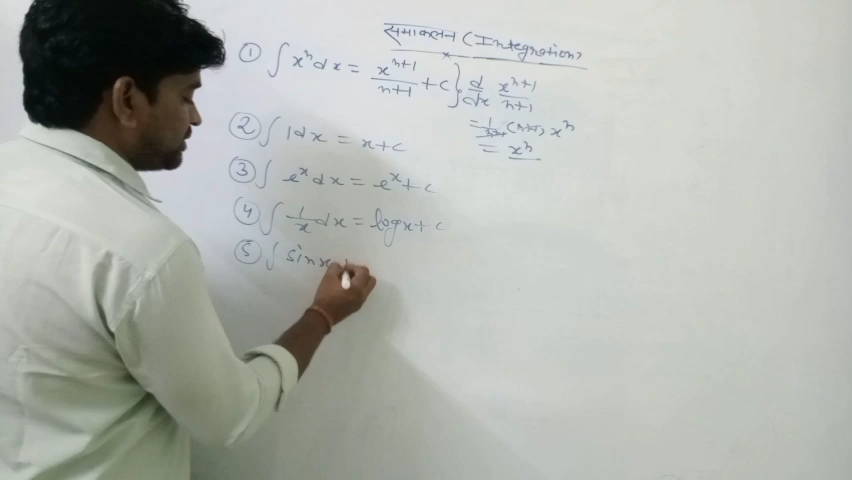 समाकलन (Integration)
① ∫ xⁿ dx = xⁿ⁺¹/n+1 + c } d/dx xⁿ⁺¹/n+1
= 1/n+1 (n+1) xⁿ
= xⁿ
② ∫ 1 dx = x + c
③ ∫ eˣ dx = eˣ + c
④ ∫ 1/x dx = log x + c
⑤ ∫ sin x